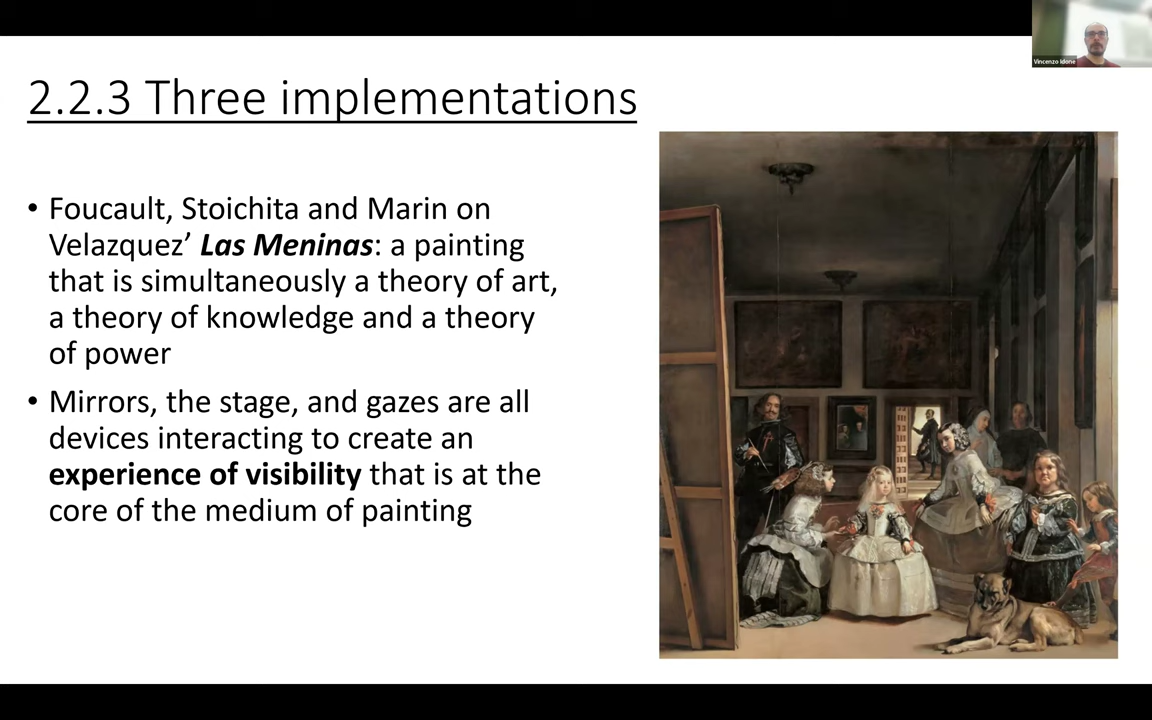 Vincenzo Idone
2.2.3 Three implementations
• Foucault, Stoichita and Marin on
Velazquez’ Las Meninas: a painting
that is simultaneously a theory of art,
a theory of knowledge and a theory
of power
• Mirrors, the stage, and gazes are all
devices interacting to create an
experience of visibility that is at the
core of the medium of painting